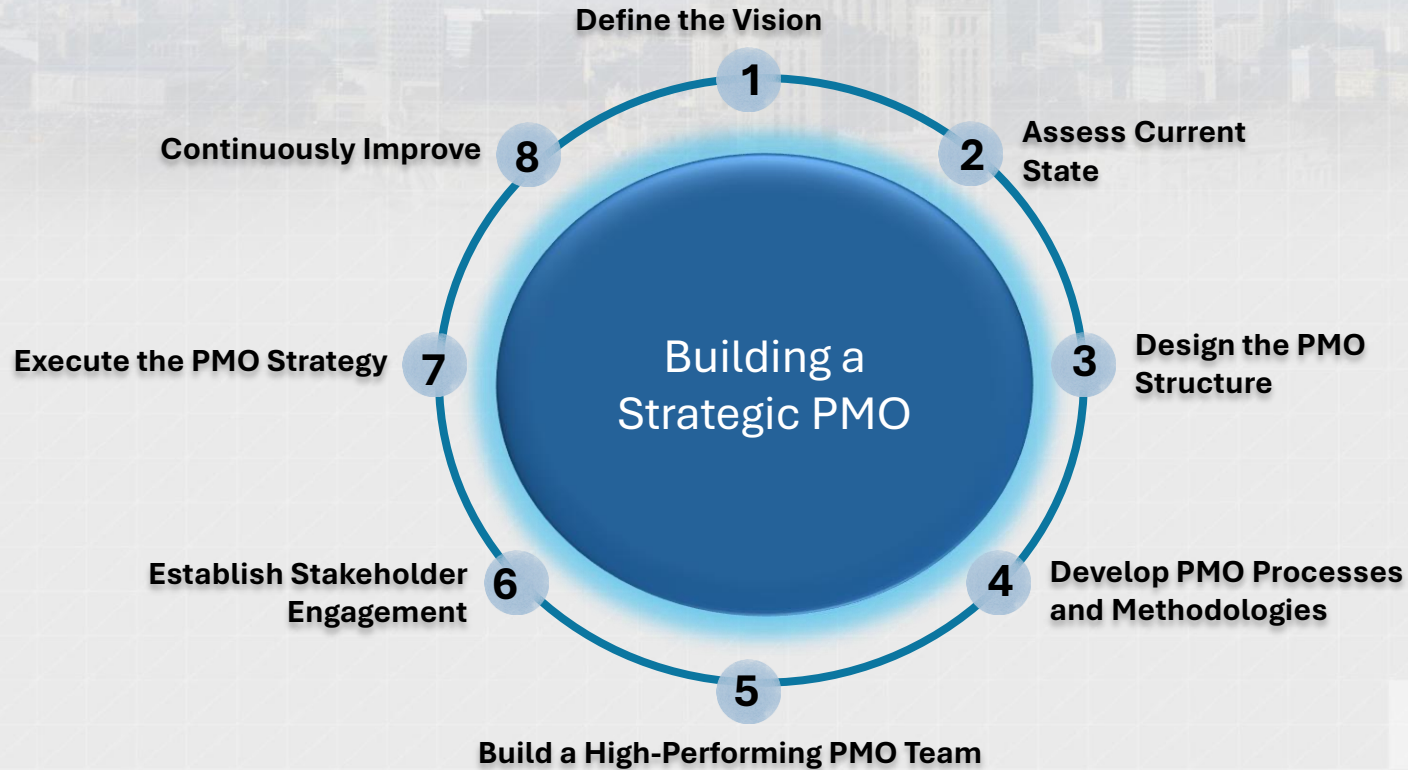 Define the Vision
1
Assess Current
State
2
Design the PMO
Structure
3
Develop PMO Processes
and Methodologies
4
5
Build a High-Performing PMO Team
6
Establish Stakeholder
Engagement
7
Execute the PMO Strategy
8
Continuously Improve
Building a
Strategic PMO